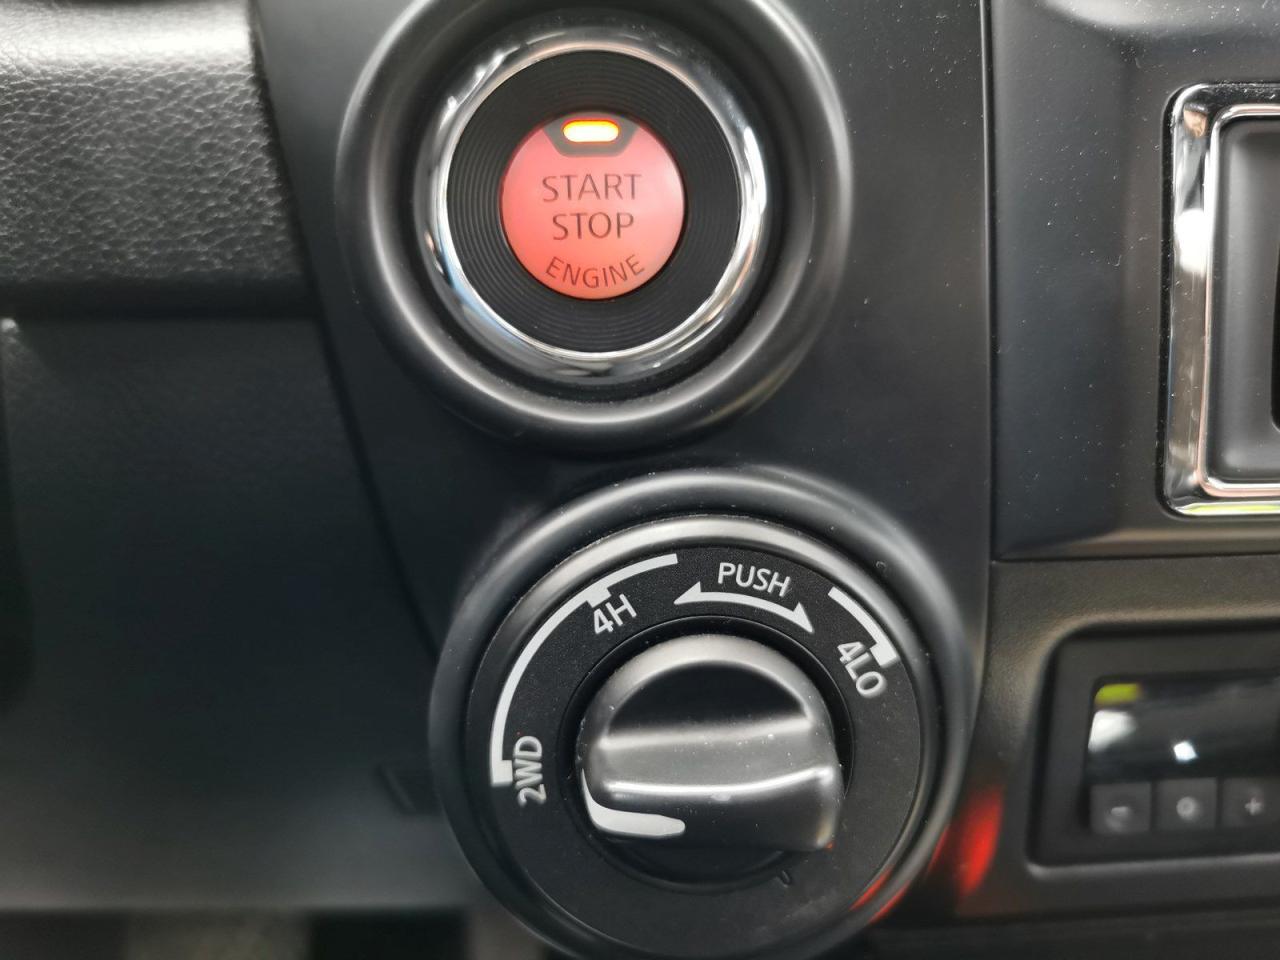 START
STOP
ENGINE
PUSH
4H
4LO
2WD